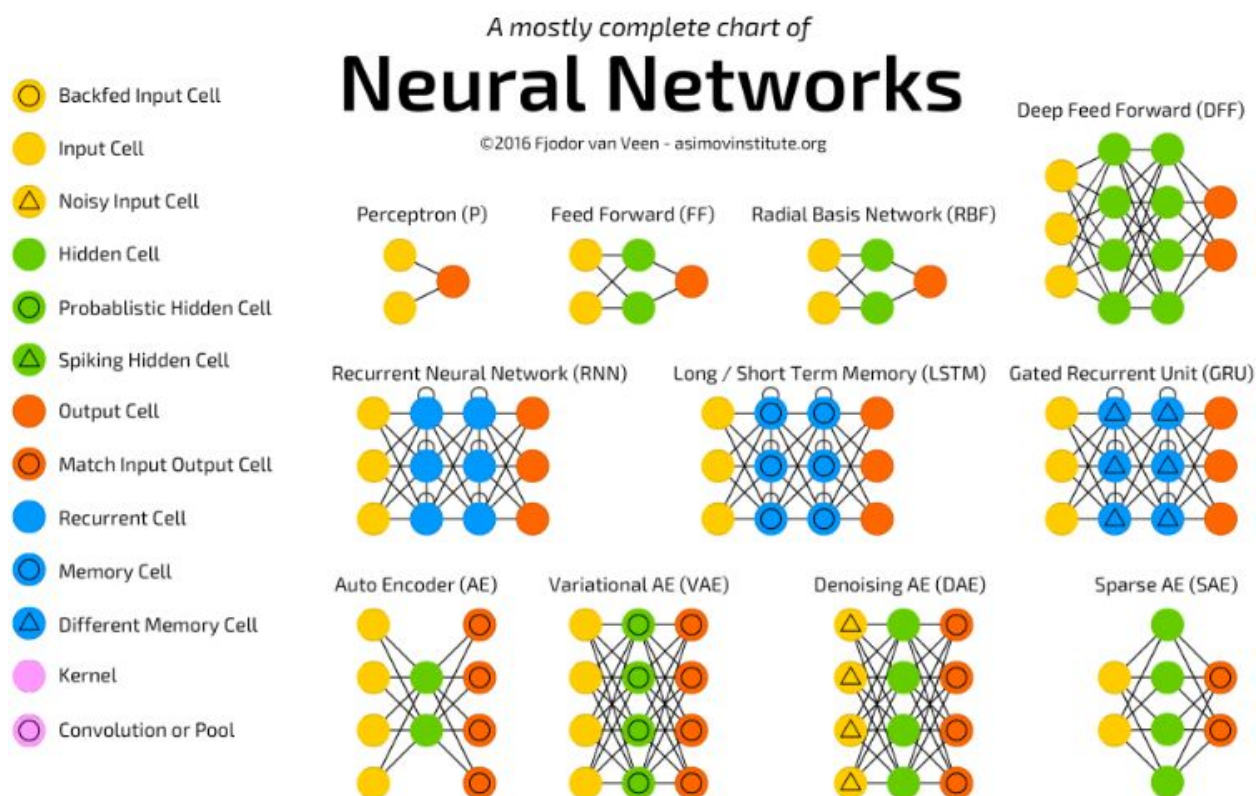 A mostly complete chart of
Neural Networks
©2016 Fjodor van Veen - asimovinstitute.org
Backfed Input Cell
Input Cell
Noisy Input Cell
Hidden Cell
Probablistic Hidden Cell
Spiking Hidden Cell
Output Cell
Match Input Output Cell
Recurrent Cell
Memory Cell
Different Memory Cell
Kernel
Convolution or Pool
Deep Feed Forward (DFF)
Perceptron (P)
Feed Forward (FF)
Radial Basis Network (RBF)
Recurrent Neural Network (RNN)
Long / Short Term Memory (LSTM)
Gated Recurrent Unit (GRU)
Auto Encoder (AE)
Variational AE (VAE)
Denoising AE (DAE)
Sparse AE (SAE)